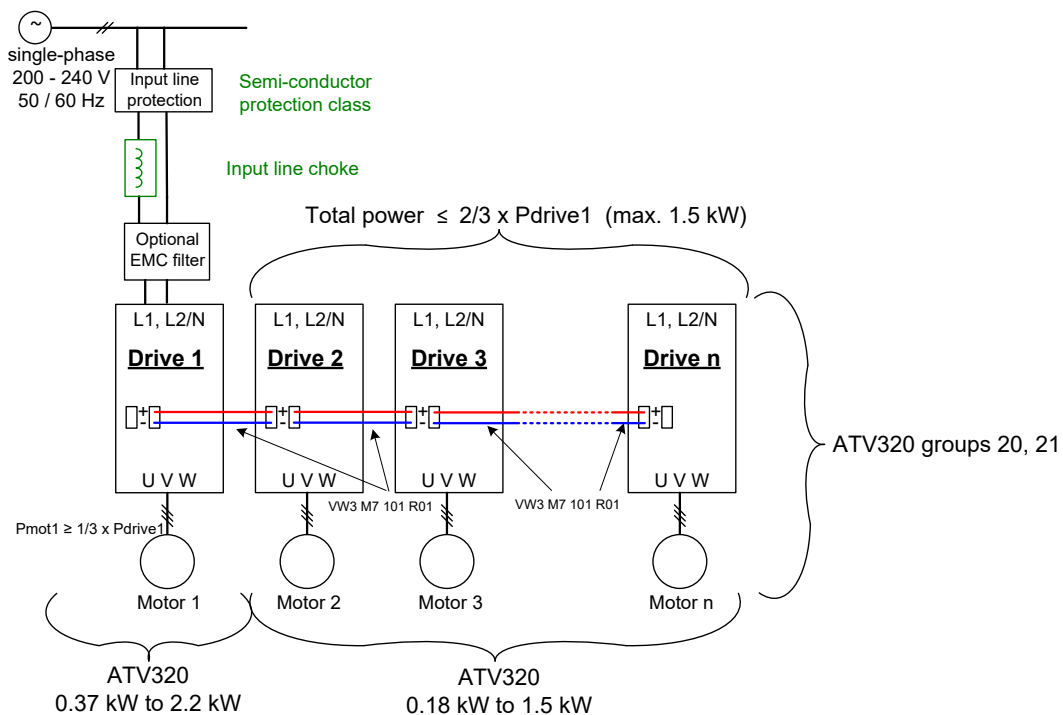 ~
single-phase
200 - 240 V
50 / 60 Hz
Input line
protection
Semi-conductor
protection class
Input line choke
Total power ≤ 2/3 x Pdrive1 (max. 1.5 kW)
Optional
EMC filter
L1, L2/N
L1, L2/N
L1, L2/N
L1, L2/N
Drive 1
Drive 2
Drive 3
Drive n
+
-
+
-
+
-
+
-
ATV320 groups 20, 21
U V W
U V W
U V W
U V W
VW3 M7 101 R01
VW3 M7 101 R01
Pmot1 ≥ 1/3 x Pdrive1
Motor 1
Motor 2
Motor 3
Motor n
ATV320
0.37 kW to 2.2 kW
ATV320
0.18 kW to 1.5 kW